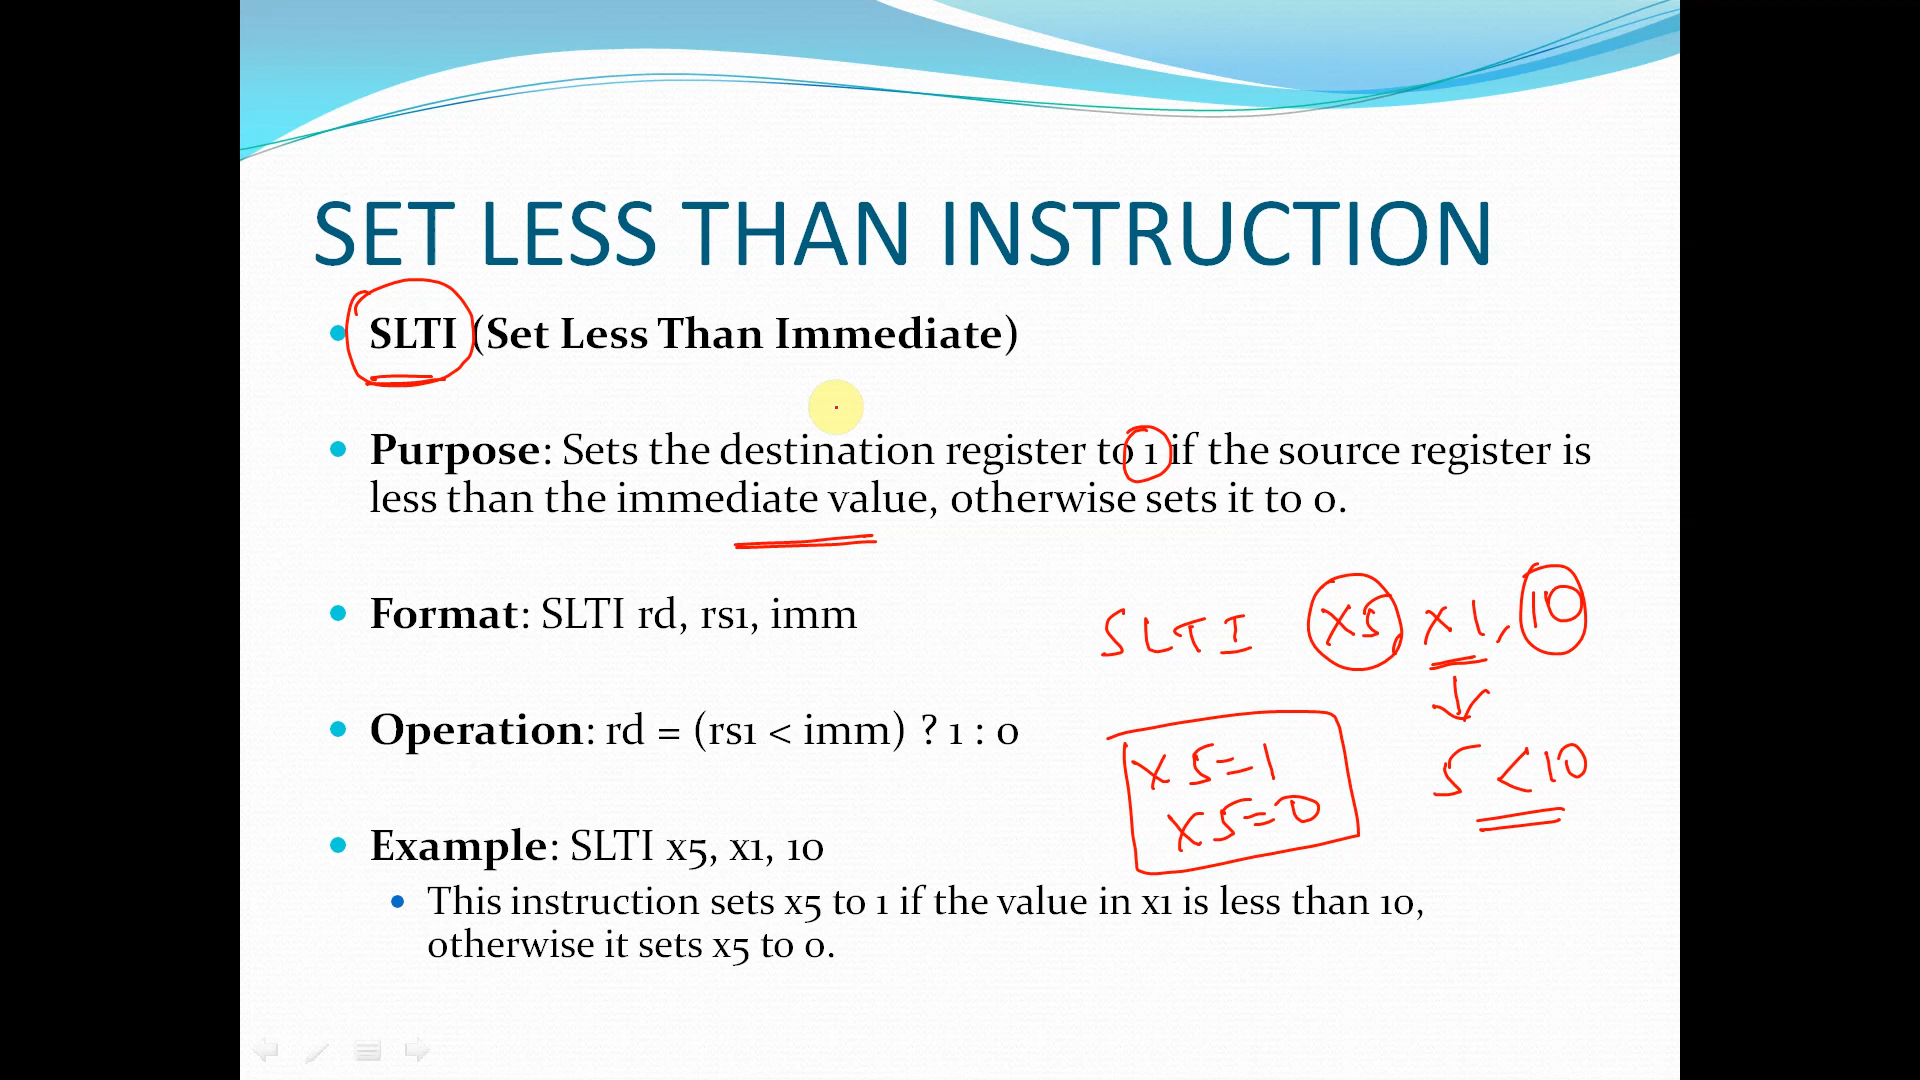 SET LESS THAN INSTRUCTION
SLTI (Set Less Than Immediate)
Purpose: Sets the destination register to 1 if the source register is
less than the immediate value, otherwise sets it to 0.
Format: SLTI rd, rs1, imm
SLTI x5, x1, 10
Operation: rd = (rs1 < imm) ? 1 : 0
x5=1
5 < 10
x5=0
Example: SLTI x5, x1, 10
This instruction sets x5 to 1 if the value in x1 is less than 10,
otherwise it sets x5 to 0.